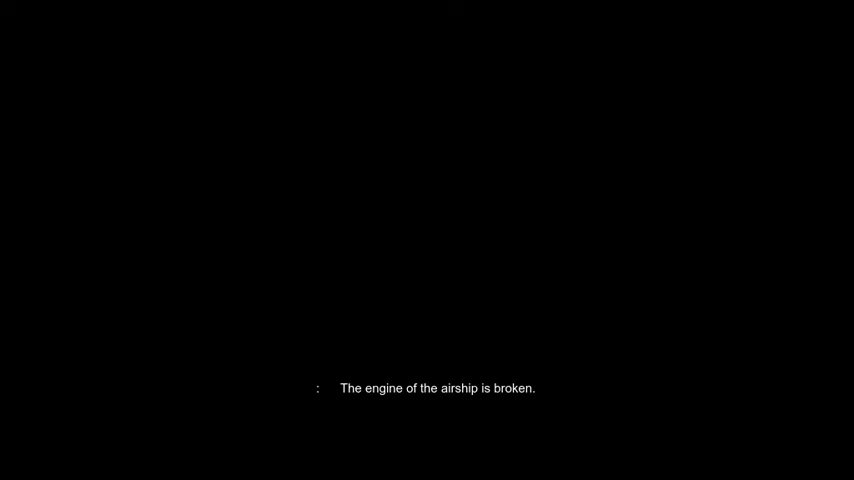 : The engine of the airship is broken.